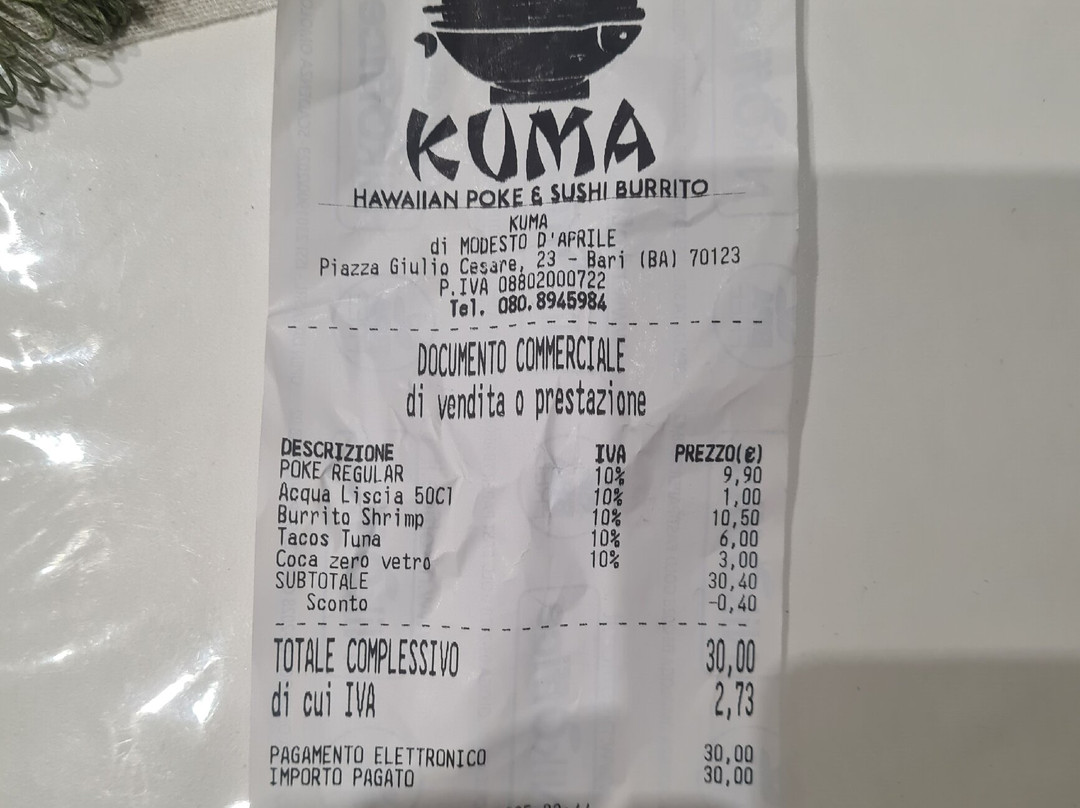 KUMA
HAWAIIAN POKE & SUSHI BURRITO
KUMA
di MODESTO D'APRILE
Piazza Giulio Cesare, 23 - Bari (BA) 70123
P.IVA 08802000722
Tel. 080.8945984
DOCUMENTO COMMERCIALE
di vendita o prestazione
DESCRIZIONE IVA PREZZO(€)
POKE REGULAR 10% 9,90
Acqua Liscia 50Cl 10% 1,00
Burrito Shrimp 10% 10,50
Tacos Tuna 10% 6,00
Coca zero vetro 10% 3,00
SUBTOTALE 30,40
Sconto -0,40
TOTALE COMPLESSIVO 30,00
di cui IVA 2,73
PAGAMENTO ELETTRONICO 30,00
IMPORTO PAGATO 30,00